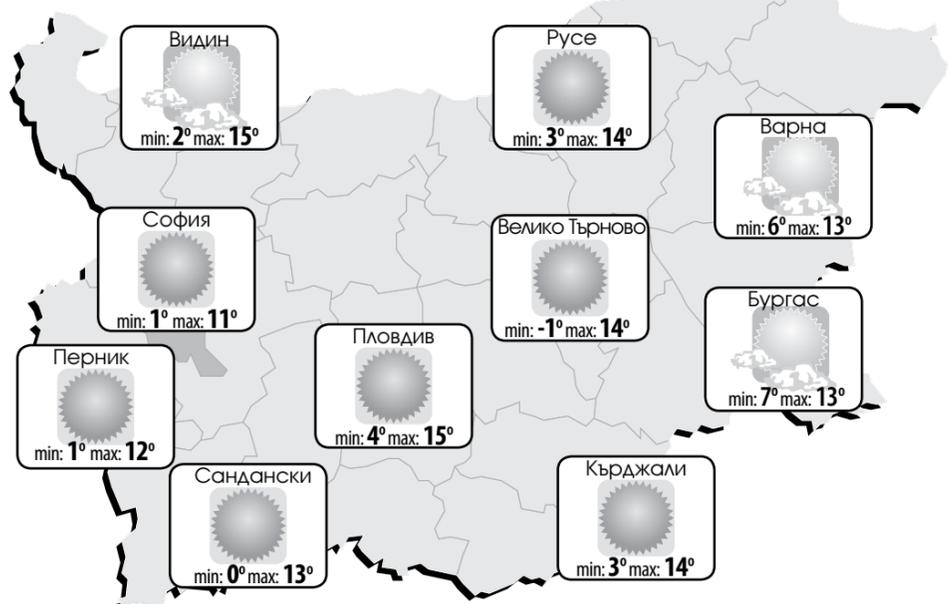 Видин
min: 2° max: 15°
Русе
min: 3° max: 14°
Варна
min: 6° max: 13°
София
min: 1° max: 11°
Велико Търново
min: -1° max: 14°
Бургас
min: 7° max: 13°
Пловдив
min: 4° max: 15°
Перник
min: 1° max: 12°
Сандански
min: 0° max: 13°
Кърджали
min: 3° max: 14°